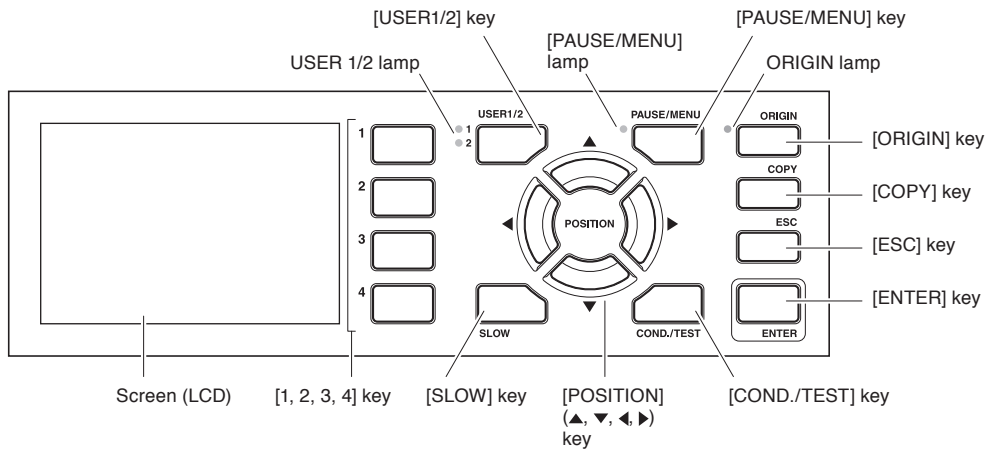 [USER1/2] key
[PAUSE/MENU] key
[PAUSE/MENU]
lamp
USER 1/2 lamp
ORIGIN lamp
USER1/2
PAUSE/MENU
ORIGIN
1
1
2
[ORIGIN] key
COPY
2
[COPY] key
ESC
POSITION
3
[ESC] key
4
[ENTER] key
SLOW
COND./TEST
ENTER
Screen (LCD)
[1, 2, 3, 4] key
[SLOW] key
[POSITION]
(▲, ▼, ◀, ▶)
key
[COND./TEST] key